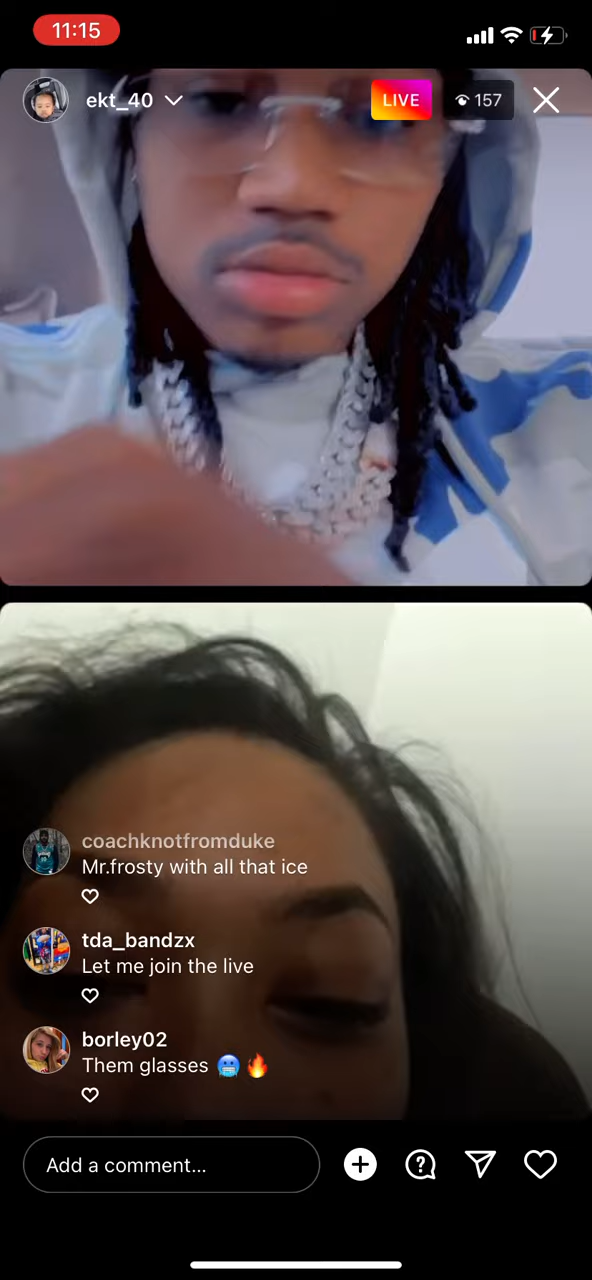 11:15
ekt_40
LIVE
157
coachknotfromduke
Mr.frosty with all that ice
tda_bandzx
Let me join the live
borley02
Them glasses 🥶🔥
Add a comment...